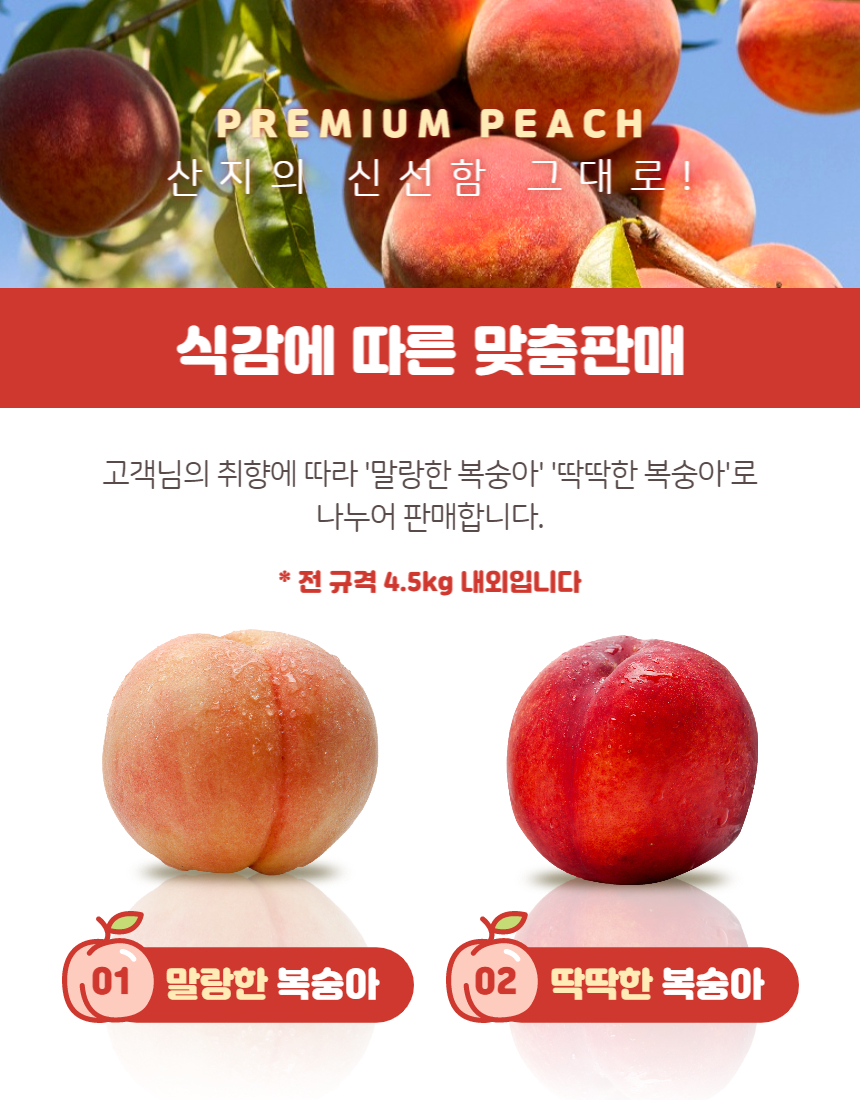 PREMIUM PEACH
산지의 신선함 그대로!
식감에 따른 맞춤판매
고객님의 취향에 따라 '말랑한 복숭아' '딱딱한 복숭아'로
나누어 판매합니다.
* 전 규격 4.5kg 내외입니다
01 말랑한 복숭아
02 딱딱한 복숭아